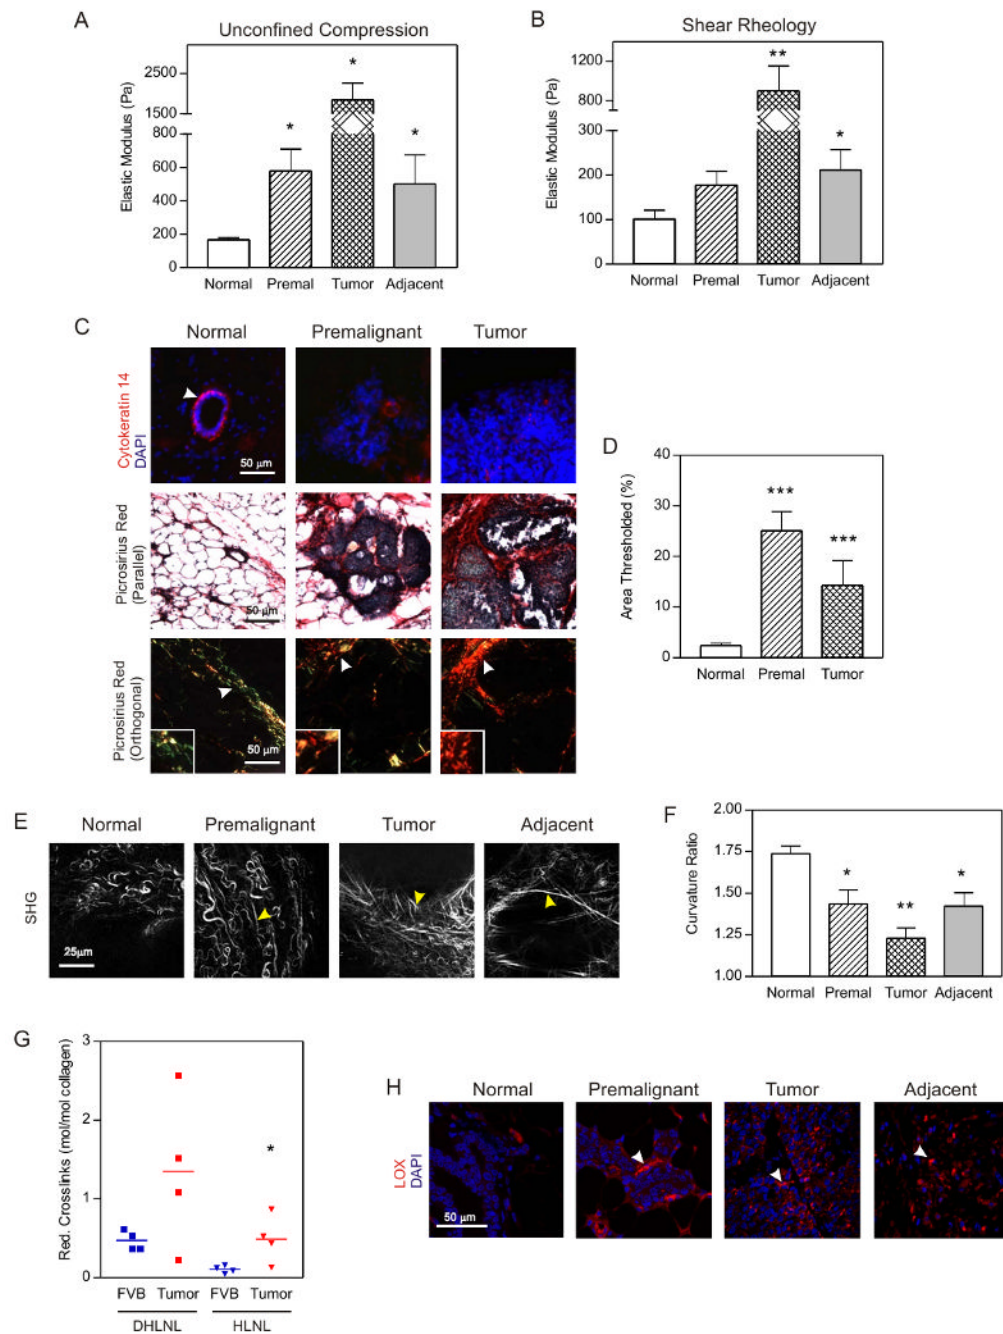 A
Unconfined Compression
Elastic Modulus (Pa)
2500
1500
800
600
400
200
0
*
*
*
Normal Premal Tumor Adjacent
B
Shear Rheology
Elastic Modulus (Pa)
1200
800
300
200
100
0
**
*
Normal Premal Tumor Adjacent
C
Normal Premalignant Tumor
Cytokeratin 14
DAPI
50 µm
Picrosirius Red
(Parallel)
50 µm
Picrosirius Red
(Orthogonal)
50 µm
D
Area Thresholded (%)
40
30
20
10
0
***
***
Normal Premal Tumor
E
Normal Premalignant Tumor Adjacent
SHG
25µm
F
Curvature Ratio
2.00
1.75
1.50
1.25
1.00
*
**
*
Normal Premal Tumor Adjacent
G
Red. Crosslinks (mol/mol collagen)
3
2
1
0
*
FVB Tumor FVB Tumor
DHLNL HLNL
H
Normal Premalignant Tumor Adjacent
LOX
DAPI
50 µm